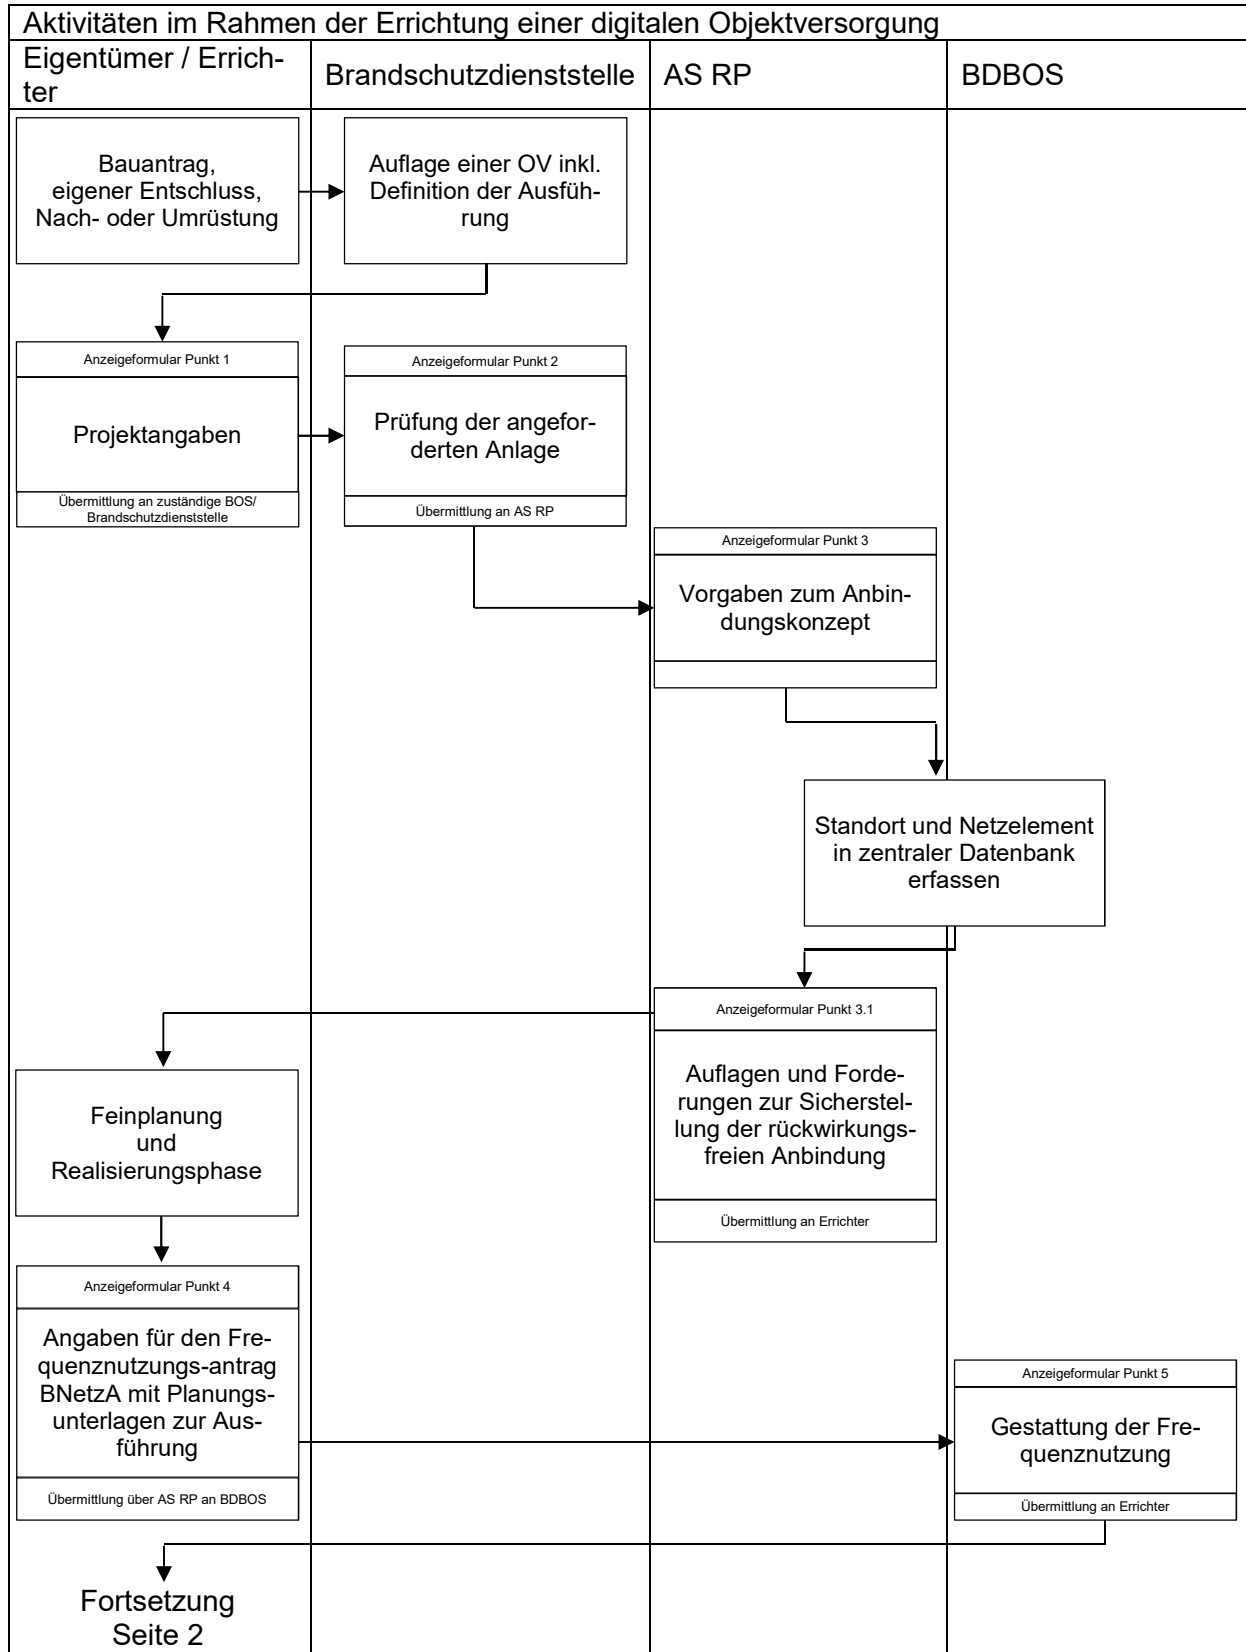 Aktivitäten im Rahmen der Errichtung einer digitalen Objektversorgung
Eigentümer / Errich-
ter
Brandschutzdienststelle
AS RP
BDBOS
Bauantrag,
eigener Entschluss,
Nach- oder Umrüstung
Auflage einer OV inkl.
Definition der Ausfüh-
rung
Anzeigeformular Punkt 1
Projektangaben
Übermittlung an zuständige BOS/
Brandschutzdienststelle
Anzeigeformular Punkt 2
Prüfung der angefor-
derten Anlage
Übermittlung an AS RP
Anzeigeformular Punkt 3
Vorgaben zum Anbin-
dungskonzept
Standort und Netzelement
in zentraler Datenbank
erfassen
Anzeigeformular Punkt 3.1
Auflagen und Forde-
rungen zur Sicherstel-
lung der rückwirkungs-
freien Anbindung
Übermittlung an Errichter
Feinplanung
und
Realisierungsphase
Anzeigeformular Punkt 4
Angaben für den Fre-
quenznutzungs-antrag
BNetzA mit Planungs-
unterlagen zur Aus-
führung
Übermittlung über AS RP an BDBOS
Anzeigeformular Punkt 5
Gestattung der Fre-
quenznutzung
Übermittlung an Errichter
Fortsetzung
Seite 2